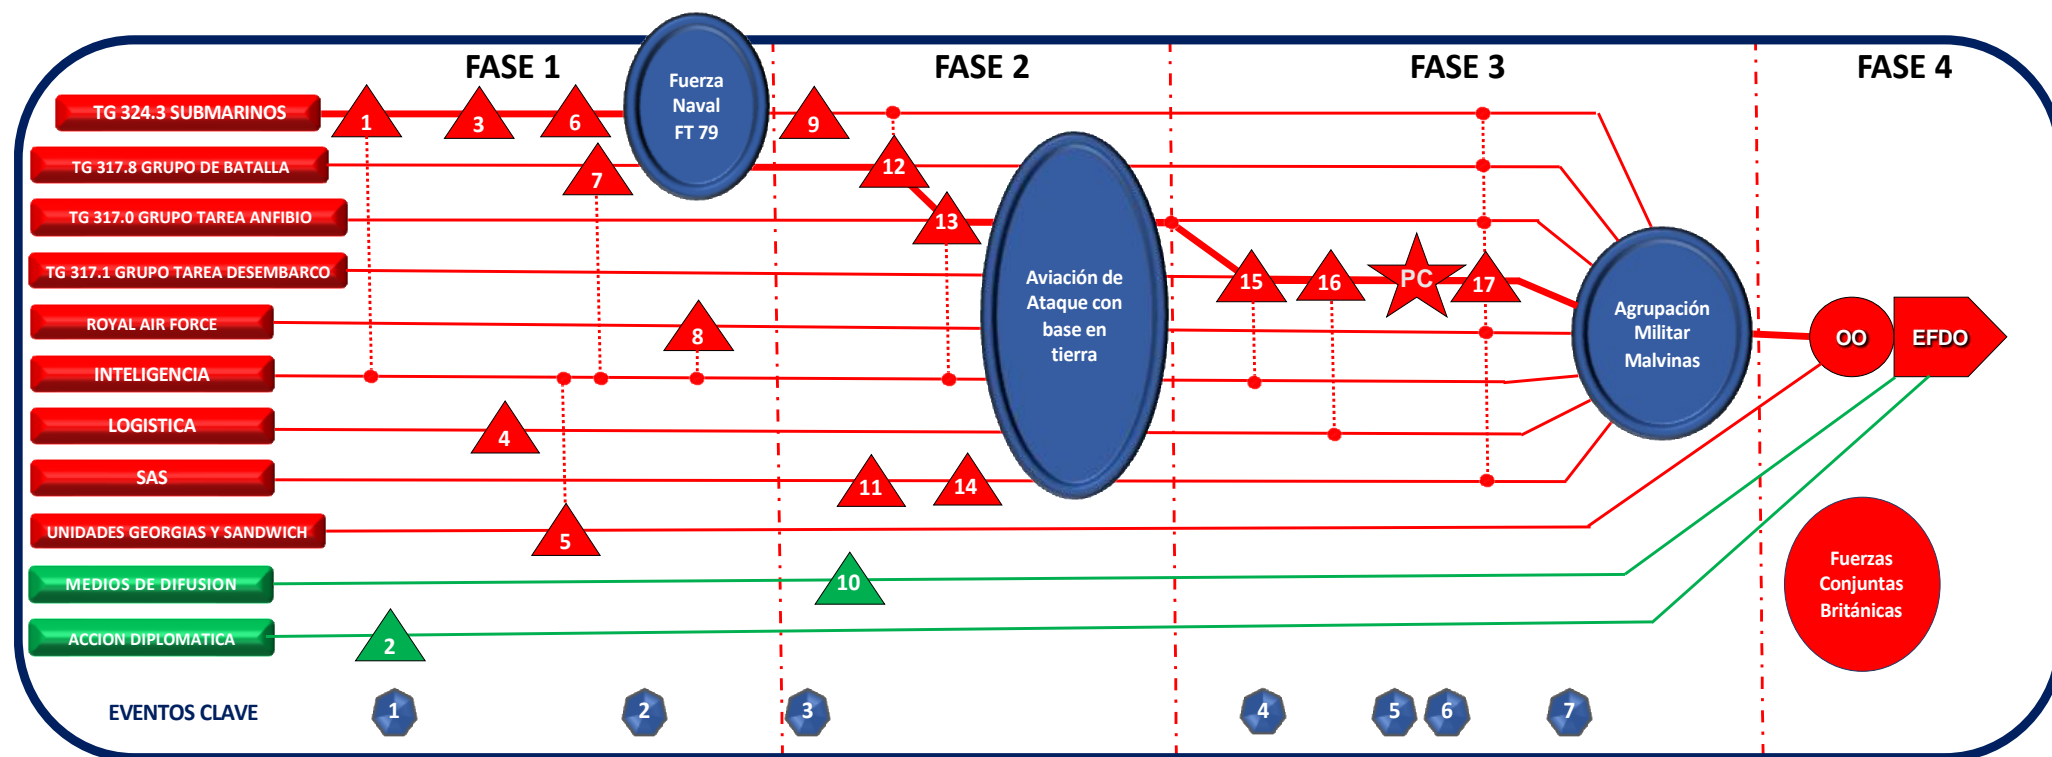 FASE 1
FASE 2
FASE 3
FASE 4
Fuerza
Naval
FT 79
TG 324.3 SUBMARINOS
1
3
6
9
TG 317.8 GRUPO DE BATALLA
7
12
TG 317.0 GRUPO TAREA ANFIBIO
13
TG 317.1 GRUPO TAREA DESEMBARCO
15
16
PC
17
Aviación de
Ataque con
base en
tierra
Agrupación
Militar
Malvinas
ROYAL AIR FORCE
8
OO
EFDO
INTELIGENCIA
LOGISTICA
4
SAS
11
14
UNIDADES GEORGIAS Y SANDWICH
5
MEDIOS DE DIFUSION
10
Fuerzas
Conjuntas
Británicas
ACCION DIPLOMATICA
2
EVENTOS CLAVE
1
2
3
4
5
6
7